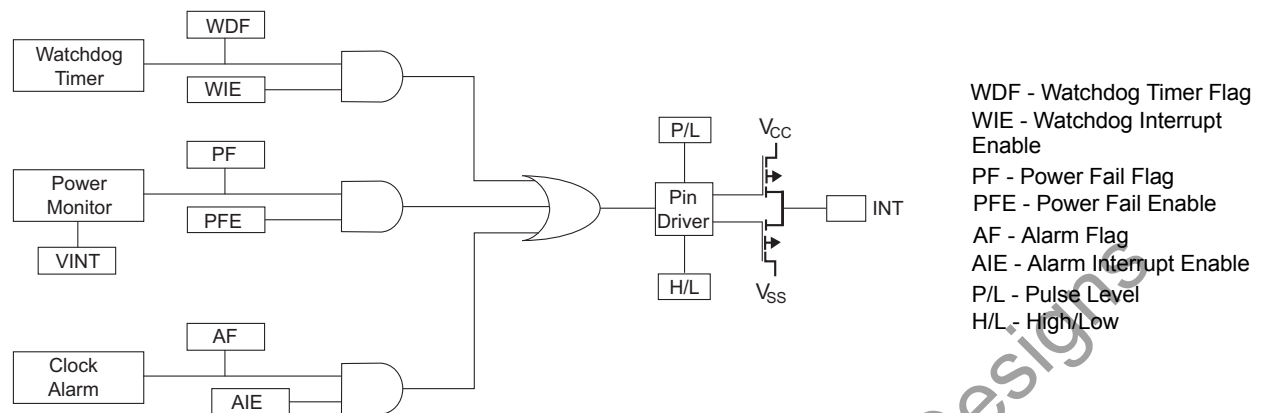 WDF
Watchdog
Timer
WIE
PF
Power
Monitor
PFE
VINT
AF
Clock
Alarm
AIE
P/L
Pin
Driver
H/L
VCC
VSS
INT
WDF - Watchdog Timer Flag
WIE - Watchdog Interrupt
Enable
PF - Power Fail Flag
PFE - Power Fail Enable
AF - Alarm Flag
AIE - Alarm Interrupt Enable
P/L - Pulse Level
H/L - High/Low
Designs